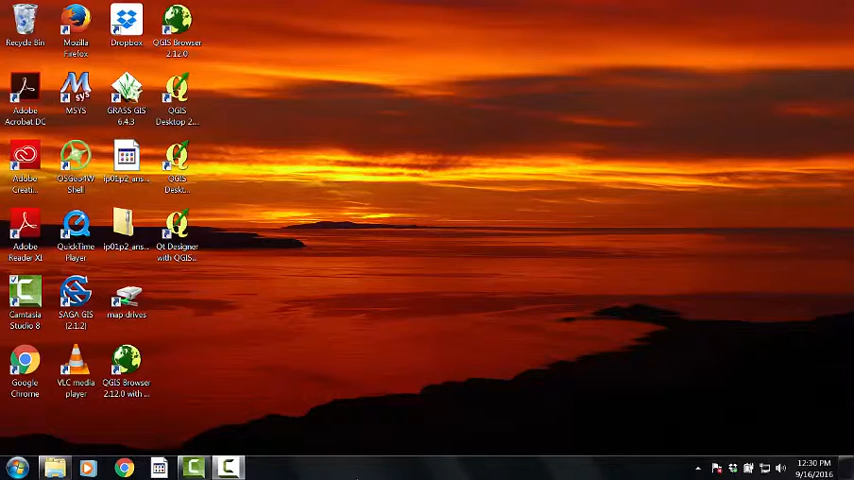 Recycle Bin
Mozilla
Firefox
Dropbox
QGIS Browser
2.12.0
Adobe
Acrobat DC
Msys
MSYS
GRASS GIS
6.4.3
QGIS
Desktop 2...
Adobe
Creati...
OSGeo4W
Shell
ip01p2_ans...
QGIS
Deskt...
Adobe
Reader XI
QuickTime
Player
ip01p2_ans...
Qt Designer
with QGIS...
Camtasia
Studio 8
SAGA GIS
(2.1.2)
map drives
Google
Chrome
VLC media
player
QGIS Browser
2.12.0 with ...
12:30 PM
9/16/2016